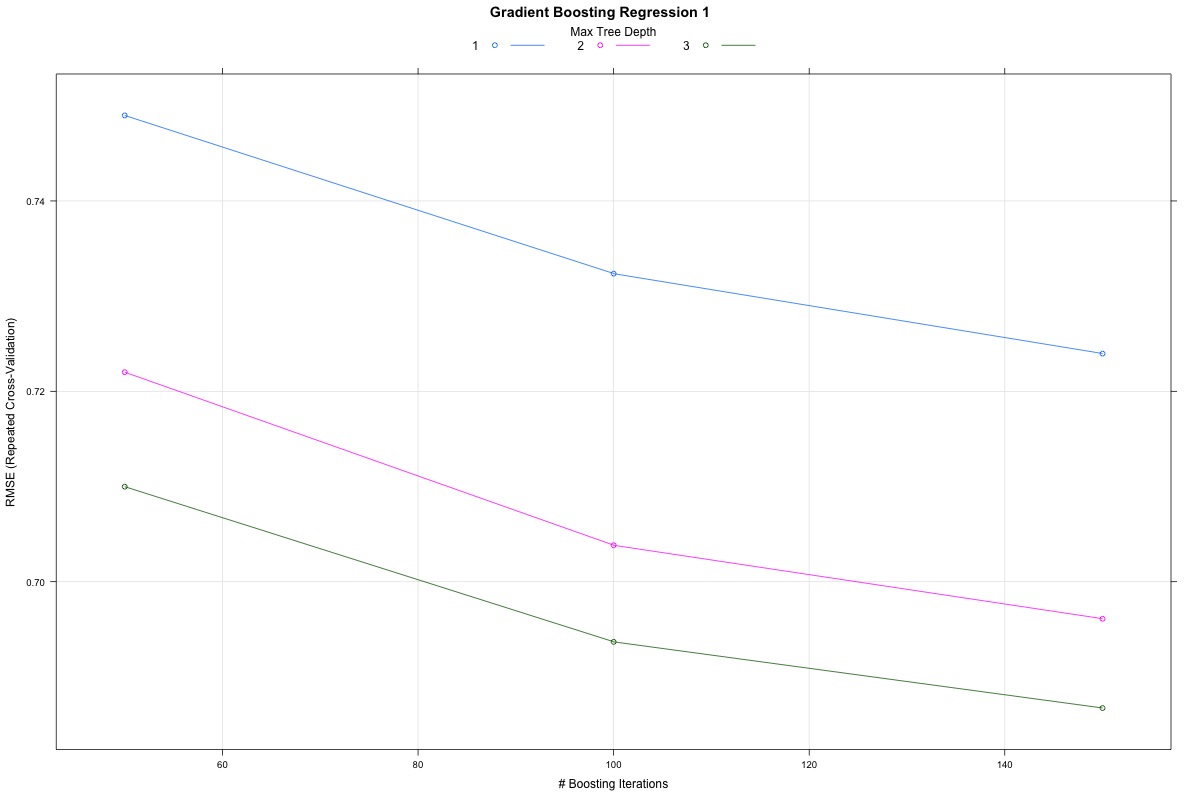 Gradient Boosting Regression 1
Max Tree Depth
1 2 3
0.74
0.72
0.70
RMSE (Repeated Cross-Validation)
60 80 100 120 140
# Boosting Iterations